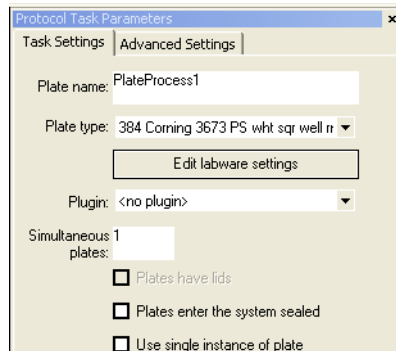 Protocol Task Parameters
Task Settings Advanced Settings
Plate name: PlateProcess1
Plate type: 384 Corning 3673 PS wht sqr well
Edit labware settings
Plugin: <no plugin>
Simultaneous plates: 1
Plates have lids
Plates enter the system sealed
Use single instance of plate